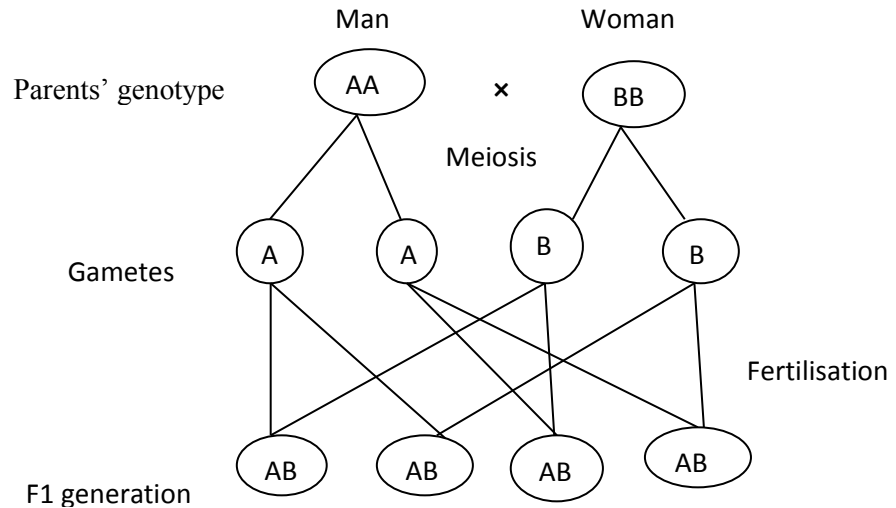 Man Woman
Parents’ genotype AA × BB
Meiosis
Gametes A A B B
Fertilisation
AB AB AB AB
F1 generation